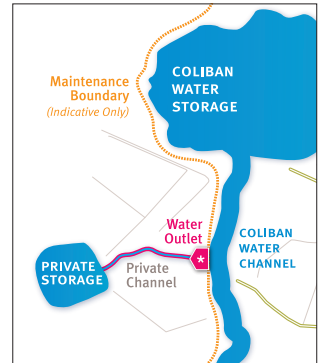 COLIBAN
WATER
STORAGE
Maintenance
Boundary
(Indicative Only)
Water
Outlet
*
COLIBAN
WATER
CHANNEL
PRIVATE
STORAGE
Private
Channel